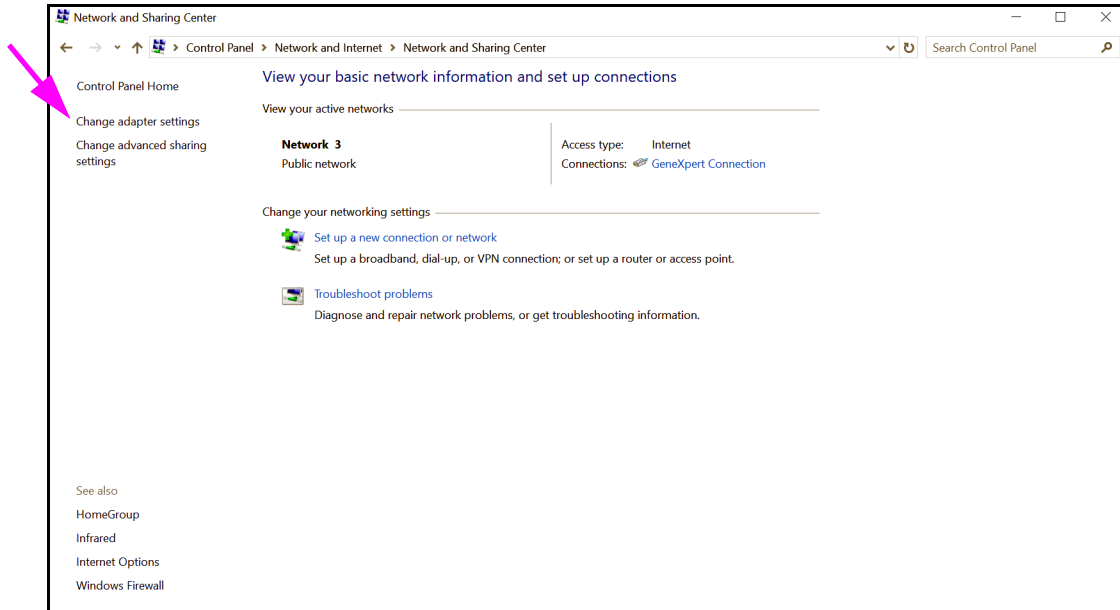 Network and Sharing Center
Control Panel > Network and Internet > Network and Sharing Center
Search Control Panel
Control Panel Home
Change adapter settings
Change advanced sharing
settings
View your basic network information and set up connections
View your active networks
Network 3
Public network
Access type: Internet
Connections: GeneXpert Connection
Change your networking settings
Set up a new connection or network
Set up a broadband, dial-up, or VPN connection; or set up a router or access point.
Troubleshoot problems
Diagnose and repair network problems, or get troubleshooting information.
See also
HomeGroup
Infrared
Internet Options
Windows Firewall